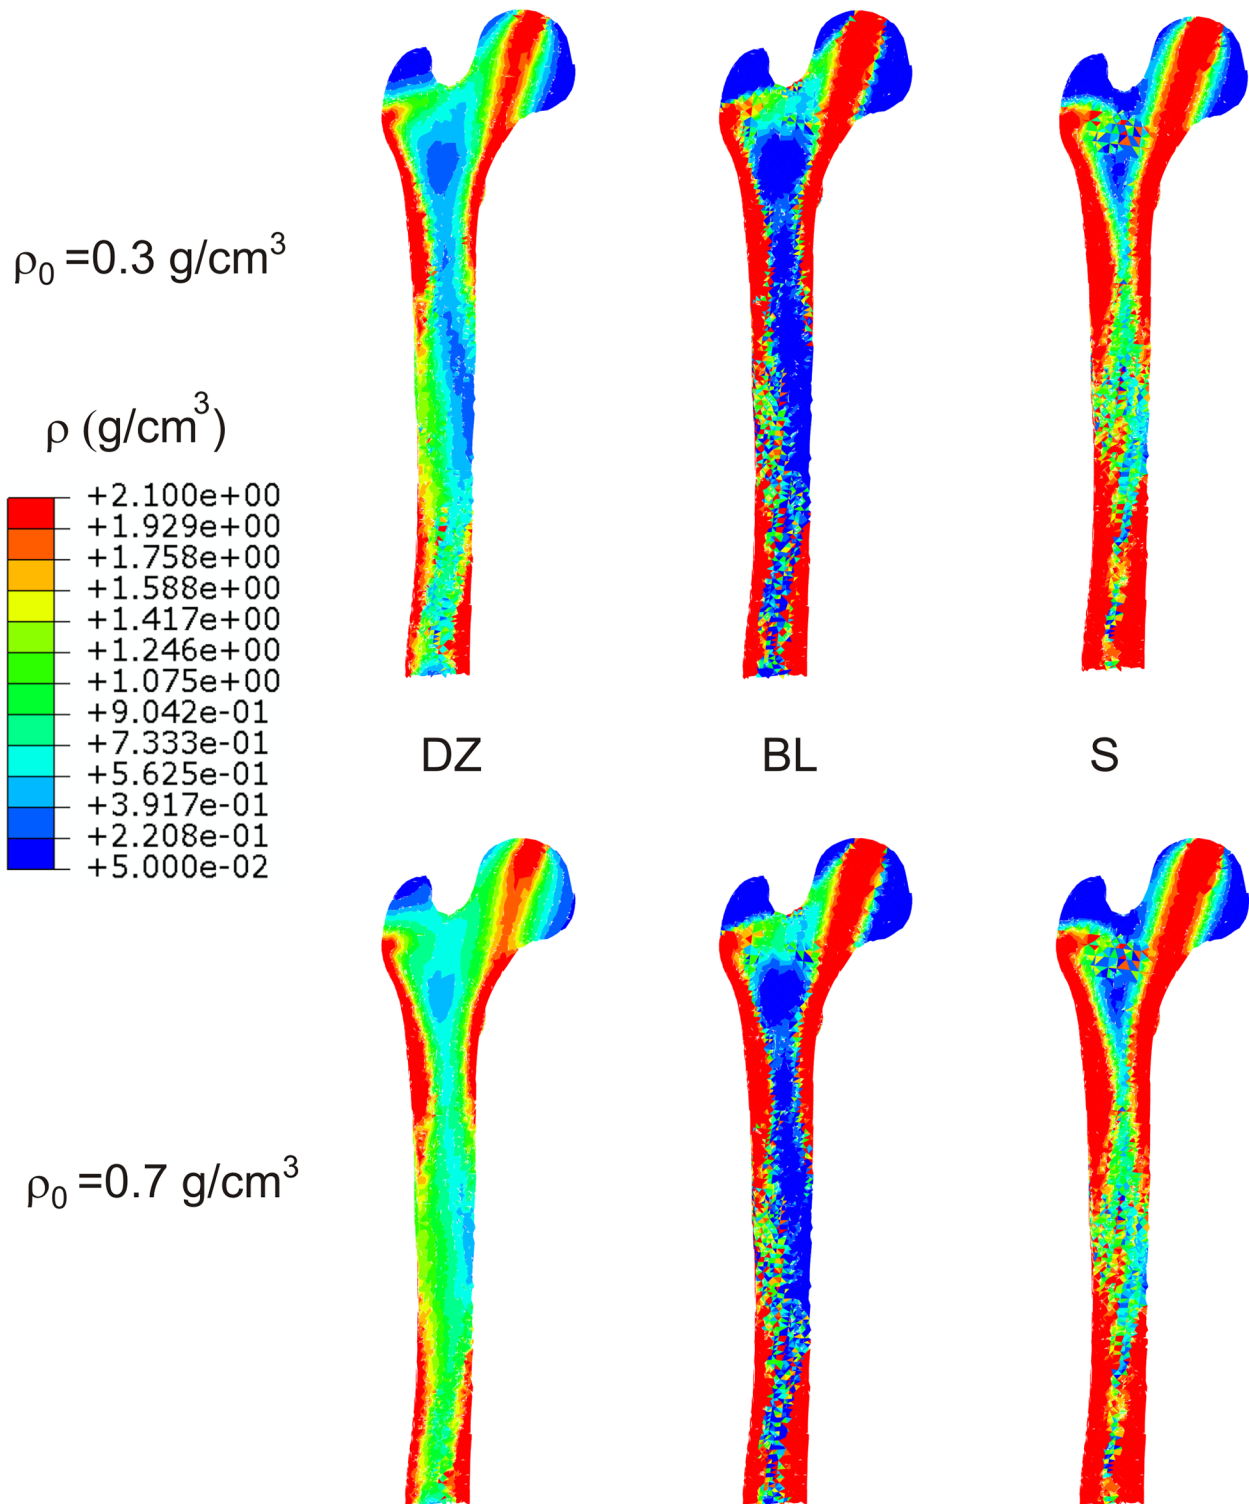 ρ₀ =0.3 g/cm³
ρ (g/cm³)
+2.100e+00
+1.929e+00
+1.758e+00
+1.588e+00
+1.417e+00
+1.246e+00
+1.075e+00
+9.042e-01
+7.333e-01
+5.625e-01
+3.917e-01
+2.208e-01
+5.000e-02
DZ BL S
ρ₀ =0.7 g/cm³